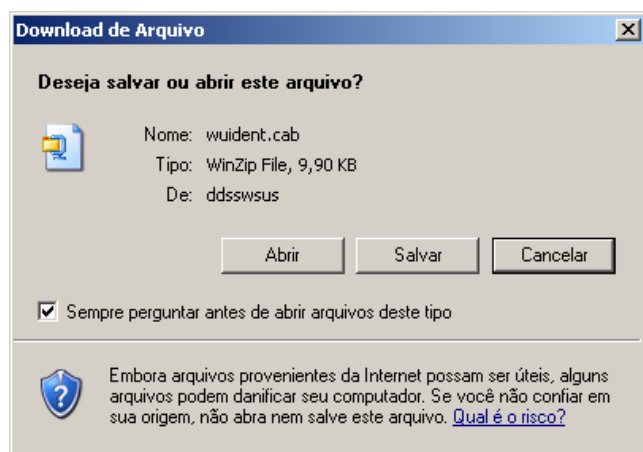 Download de Arquivo
Deseja salvar ou abrir este arquivo?
Nome: wuident.cab
Tipo: WinZip File, 9,90 KB
De: ddsswsus
Abrir Salvar Cancelar
Sempre perguntar antes de abrir arquivos deste tipo
Embora arquivos provenientes da Internet possam ser úteis, alguns
arquivos podem danificar seu computador. Se você não confiar em
sua origem, não abra nem salve este arquivo. Qual é o risco?